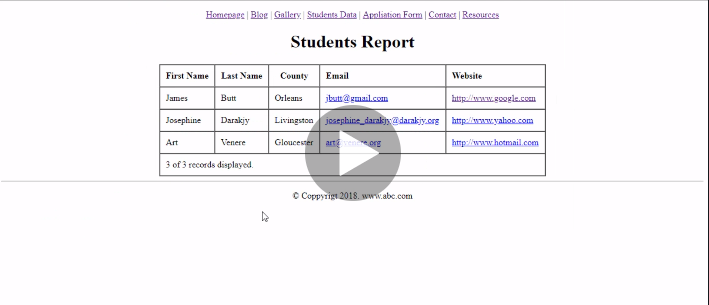 Homepage | Blog | Gallery | Students Data | Appliation Form | Contact | Resources
Students Report
First Name Last Name County Email Website
James Butt Orleans jbutt@gmail.com http://www.google.com
Josephine Darakjy Livingston josephine_darakjy@darakjy.org http://www.yahoo.com
Art Venere Gloucester art@venere.org http://www.hotmail.com
3 of 3 records displayed.
© Coppyrigt 2018. www.abc.com